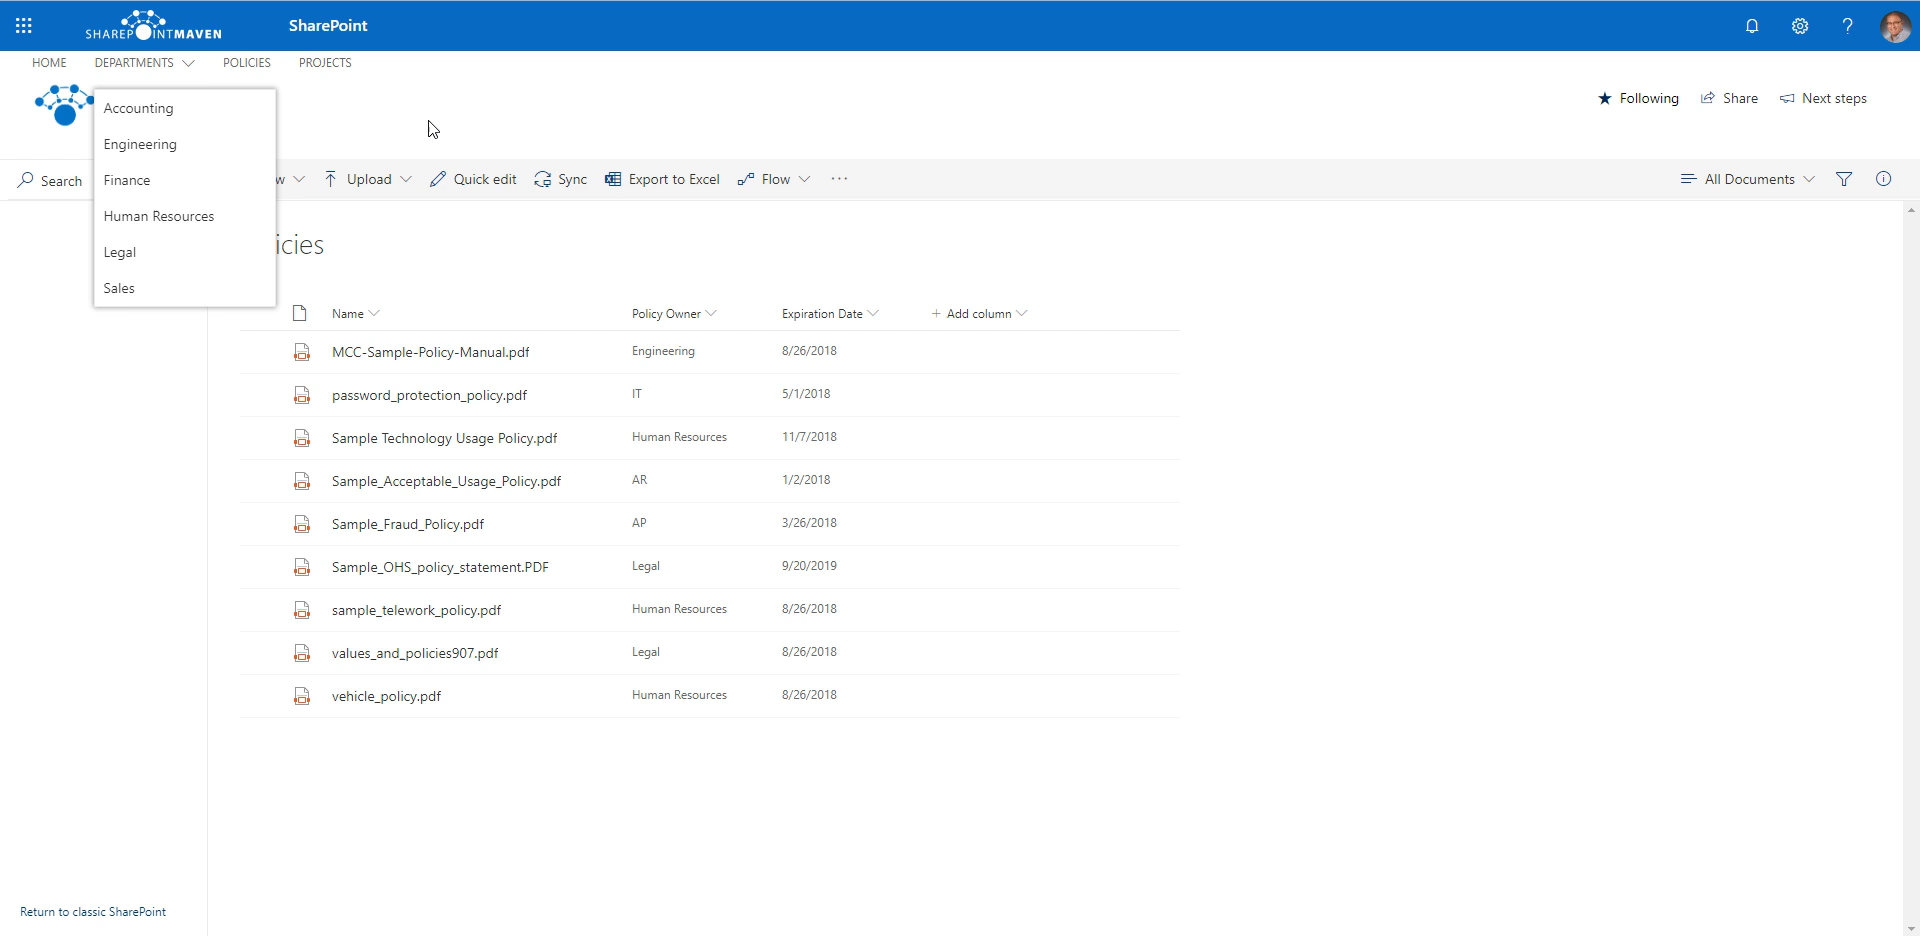 SHAREPOINTMAVEN SharePoint
HOME DEPARTMENTS POLICIES PROJECTS
Following Share Next steps
Accounting
Engineering
Finance
Human Resources
Legal
Sales
Search w Upload Quick edit Sync Export to Excel Flow ... All Documents
icies
Name Policy Owner Expiration Date + Add column
MCC-Sample-Policy-Manual.pdf Engineering 8/26/2018
password_protection_policy.pdf IT 5/1/2018
Sample Technology Usage Policy.pdf Human Resources 11/7/2018
Sample_Acceptable_Usage_Policy.pdf AR 1/2/2018
Sample_Fraud_Policy.pdf AP 3/26/2018
Sample_OHS_policy_statement.PDF Legal 9/20/2019
sample_telework_policy.pdf Human Resources 8/26/2018
values_and_policies907.pdf Legal 8/26/2018
vehicle_policy.pdf Human Resources 8/26/2018
Return to classic SharePoint